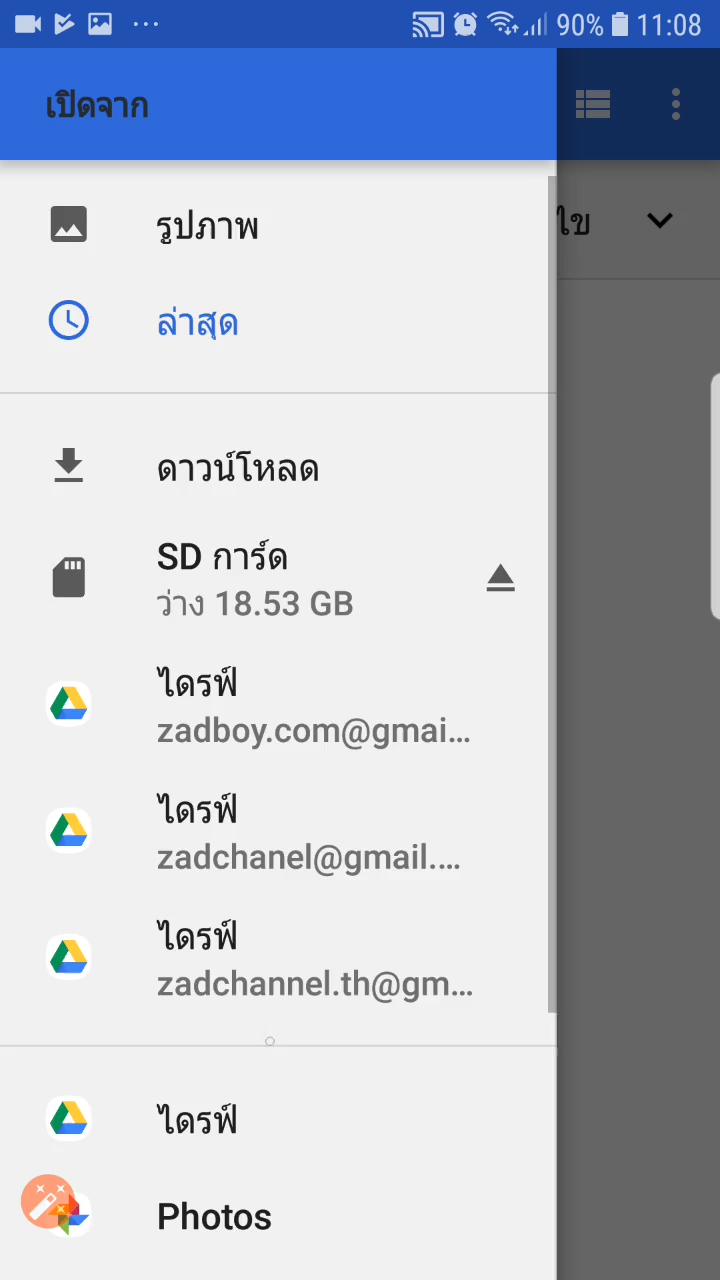 90% 11:08
เปิดจาก
รูปภาพ
ไข
ล่าสุด
ดาวน์โหลด
SD การ์ด
ว่าง 18.53 GB
ไดรฟ์
zadboy.com@gmai...
ไดรฟ์
zadchanel@gmail....
ไดรฟ์
zadchannel.th@gm...
ไดรฟ์
Photos